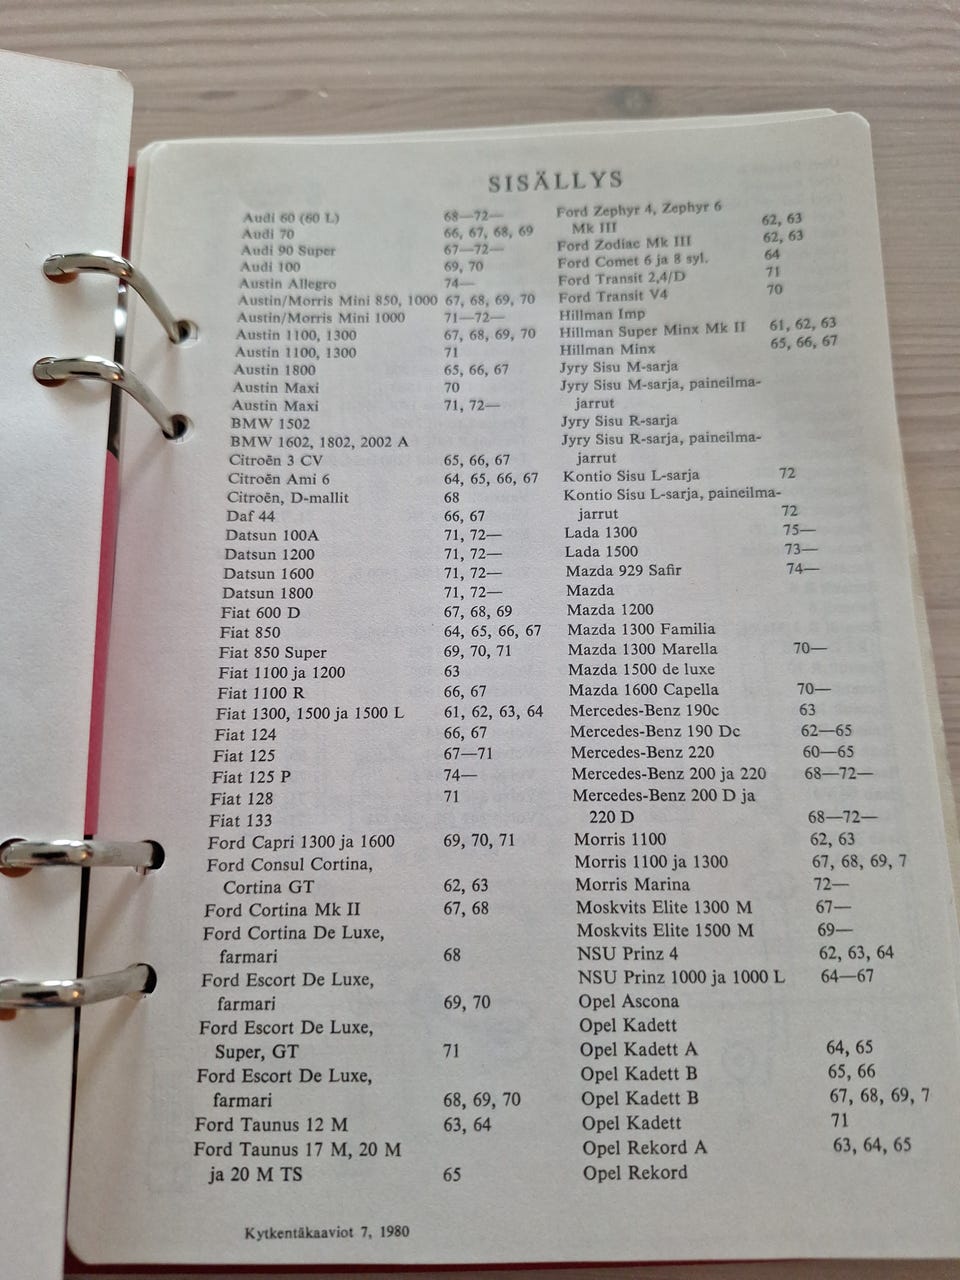 SISÄLLYS
Audi 60 (60 L) 68—72—
Audi 70 66, 67, 68, 69
Audi 90 Super 67—72—
Audi 100 69, 70
Austin Allegro 74—
Austin/Morris Mini 850, 1000 67, 68, 69, 70
Austin/Morris Mini 1000 71—72—
Austin 1100, 1300 67, 68, 69, 70
Austin 1100, 1300 71
Austin 1800 65, 66, 67
Austin Maxi 70
Austin Maxi 71, 72—
BMW 1502
BMW 1602, 1802, 2002 A
Citroën 3 CV 65, 66, 67
Citroën Ami 6 64, 65, 66, 67
Citroën, D-mallit 68
Daf 44 66, 67
Datsun 100A 71, 72—
Datsun 1200 71, 72—
Datsun 1600 71, 72—
Datsun 1800 71, 72—
Fiat 600 D 67, 68, 69
Fiat 850 64, 65, 66, 67
Fiat 850 Super 69, 70, 71
Fiat 1100 ja 1200 63
Fiat 1100 R 66, 67
Fiat 1300, 1500 ja 1500 L 61, 62, 63, 64
Fiat 124 66, 67
Fiat 125 67—71
Fiat 125 P 74—
Fiat 128 71
Fiat 133
Ford Capri 1300 ja 1600 69, 70, 71
Ford Consul Cortina,
Cortina GT 62, 63
Ford Cortina Mk II 67, 68
Ford Cortina De Luxe,
farmari 68
Ford Escort De Luxe,
farmari 69, 70
Ford Escort De Luxe,
Super, GT 71
Ford Escort De Luxe,
farmari 68, 69, 70
Ford Taunus 12 M 63, 64
Ford Taunus 17 M, 20 M
ja 20 M TS 65
Ford Zephyr 4, Zephyr 6
Mk III 62, 63
Ford Zodiac Mk III 62, 63
Ford Comet 6 ja 8 syl. 64
Ford Transit 2,4/D 71
Ford Transit V4 70
Hillman Imp
Hillman Super Minx Mk II 61, 62, 63
Hillman Minx 65, 66, 67
Jyry Sisu M-sarja
Jyry Sisu M-sarja, paineilma-
jarrut
Jyry Sisu R-sarja
Jyry Sisu R-sarja, paineilma-
jarrut
Kontio Sisu L-sarja 72
Kontio Sisu L-sarja, paineilma-
jarrut 72
Lada 1300 75—
Lada 1500 73—
Mazda 929 Safir 74—
Mazda
Mazda 1200
Mazda 1300 Familia
Mazda 1300 Marella 70—
Mazda 1500 de luxe
Mazda 1600 Capella 70—
Mercedes-Benz 190c 63
Mercedes-Benz 190 Dc 62—65
Mercedes-Benz 220 60—65
Mercedes-Benz 200 ja 220 68—72—
Mercedes-Benz 200 D ja
220 D 68—72—
Morris 1100 62, 63
Morris 1100 ja 1300 67, 68, 69, 7
Morris Marina 72—
Moskvits Elite 1300 M 67—
Moskvits Elite 1500 M 69—
NSU Prinz 4 62, 63, 64
NSU Prinz 1000 ja 1000 L 64—67
Opel Ascona
Opel Kadett
Opel Kadett A 64, 65
Opel Kadett B 65, 66
Opel Kadett B 67, 68, 69, 7
Opel Kadett 71
Opel Rekord A 63, 64, 65
Opel Rekord
Kytkentäkaaviot 7, 1980